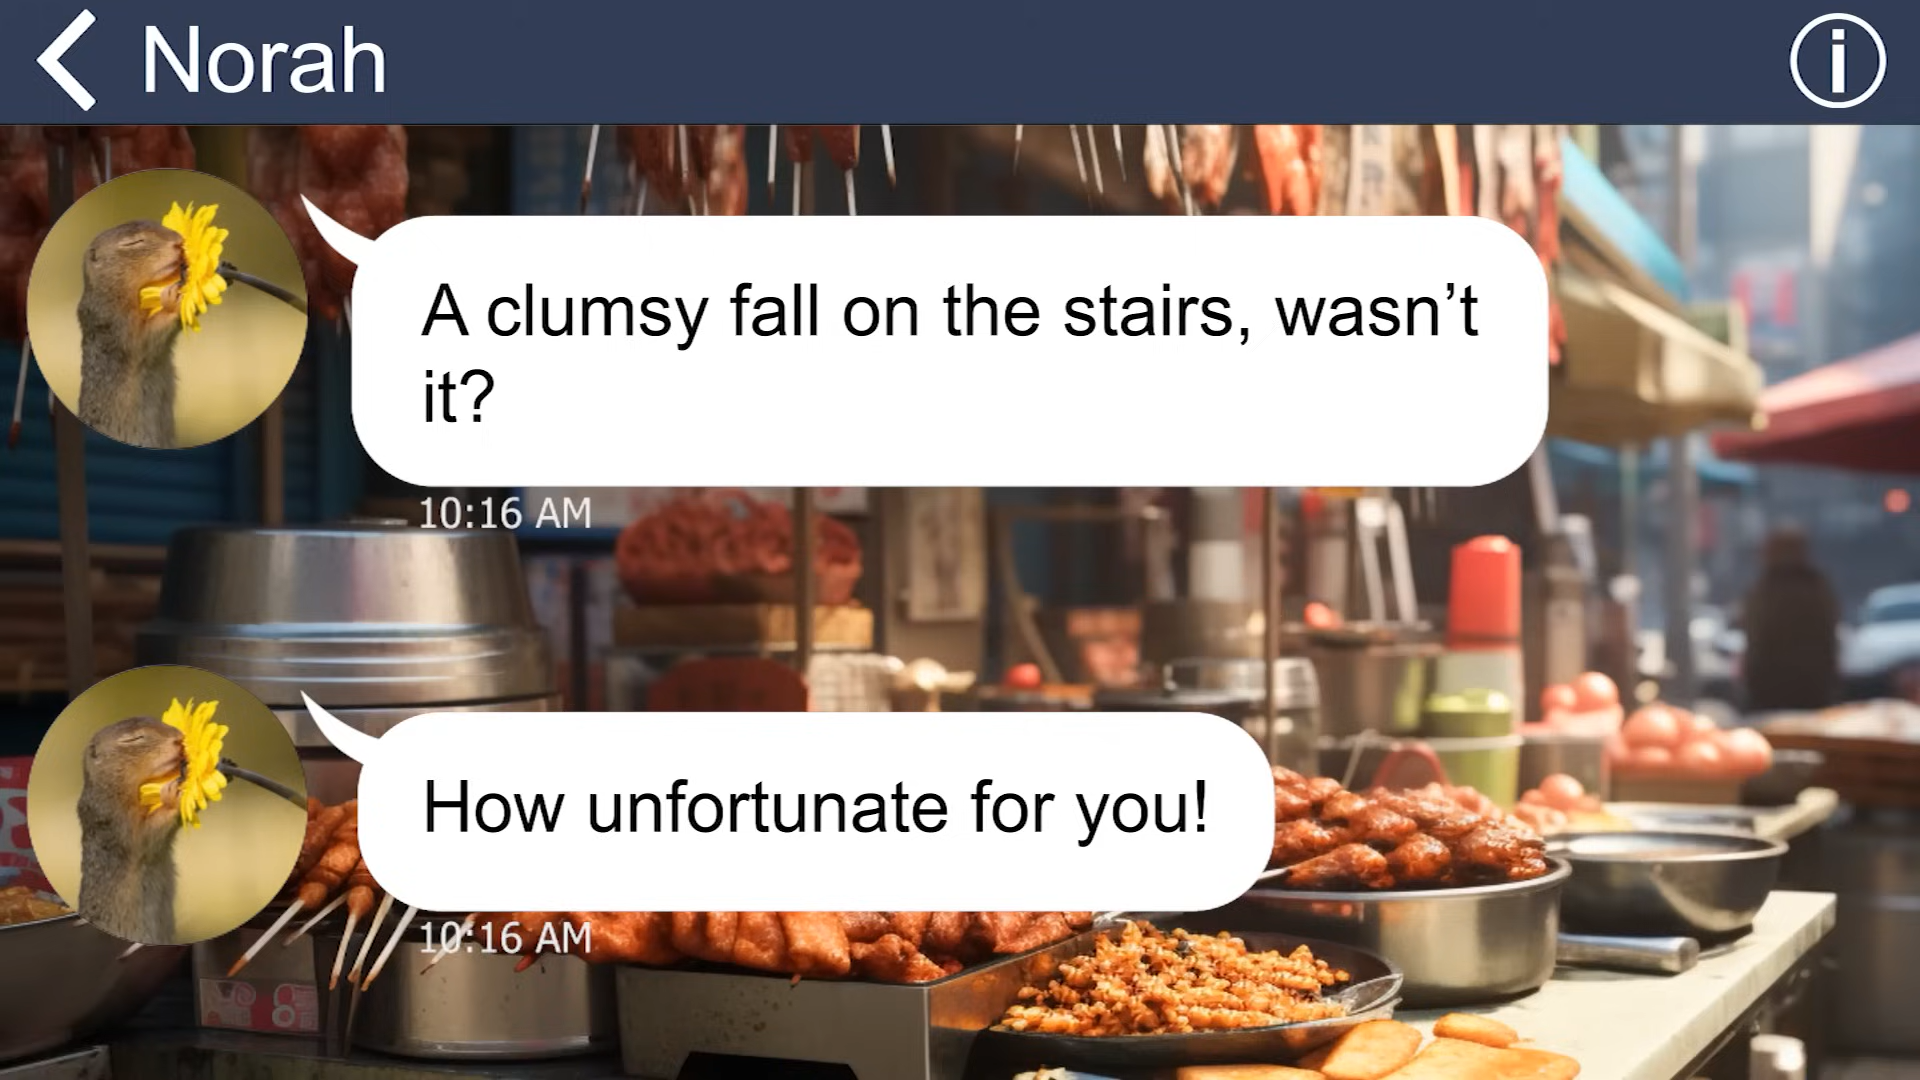 Norah
A clumsy fall on the stairs, wasn’t
it?
10:16 AM
How unfortunate for you!
10:16 AM